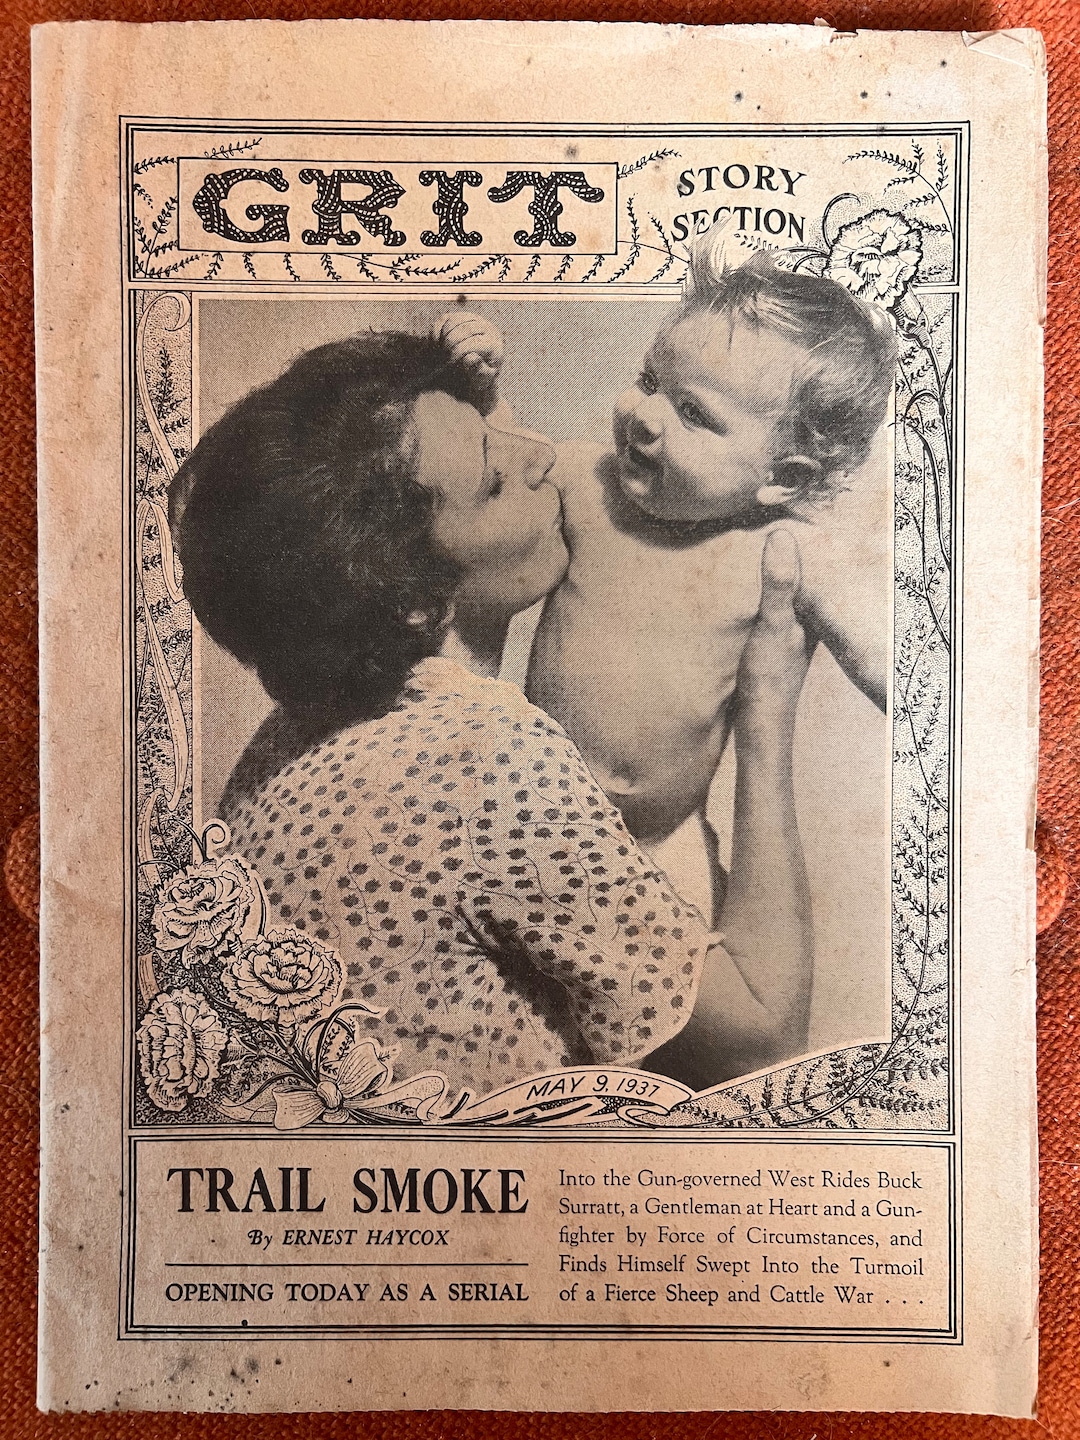 GRIT
STORY
SECTION
MAY 9, 1937
TRAIL SMOKE
By ERNEST HAYCOX
OPENING TODAY AS A SERIAL
Into the Gun-governed West Rides Buck
Surratt, a Gentleman at Heart and a Gun-
fighter by Force of Circumstances, and
Finds Himself Swept Into the Turmoil
of a Fierce Sheep and Cattle War . . .